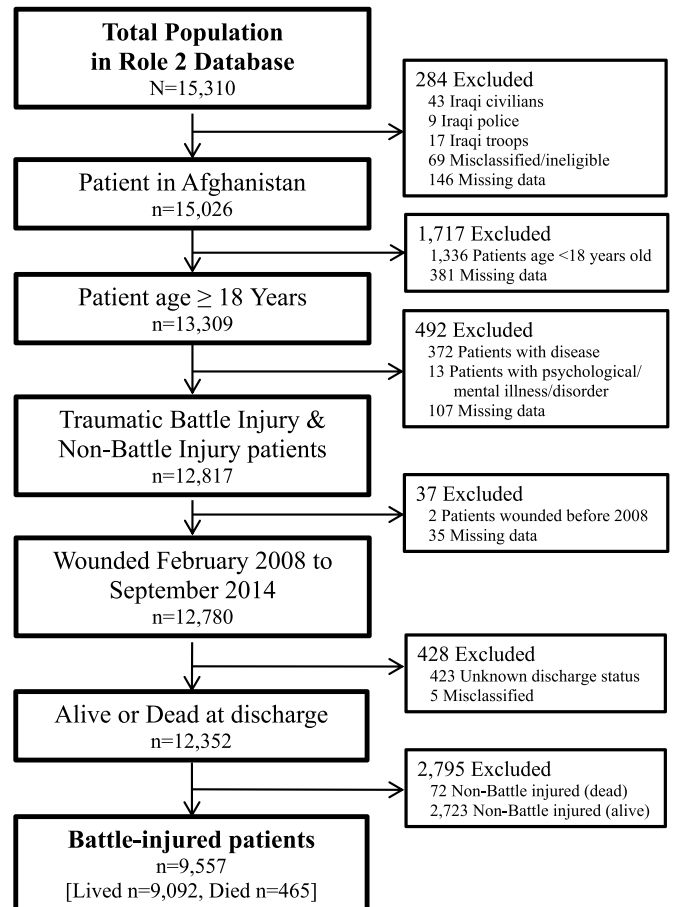 Total Population
in Role 2 Database
N=15,310
284 Excluded
43 Iraqi civilians
9 Iraqi police
17 Iraqi troops
69 Misclassified/ineligible
146 Missing data
Patient in Afghanistan
n=15,026
1,717 Excluded
1,336 Patients age <18 years old
381 Missing data
Patient age ≥ 18 Years
n=13,309
492 Excluded
372 Patients with disease
13 Patients with psychological/
mental illness/disorder
107 Missing data
Traumatic Battle Injury &
Non-Battle Injury patients
n=12,817
37 Excluded
2 Patients wounded before 2008
35 Missing data
Wounded February 2008 to
September 2014
n=12,780
428 Excluded
423 Unknown discharge status
5 Misclassified
Alive or Dead at discharge
n=12,352
2,795 Excluded
72 Non-Battle injured (dead)
2,723 Non-Battle injured (alive)
Battle-injured patients
n=9,557
[Lived n=9,092, Died n=465]